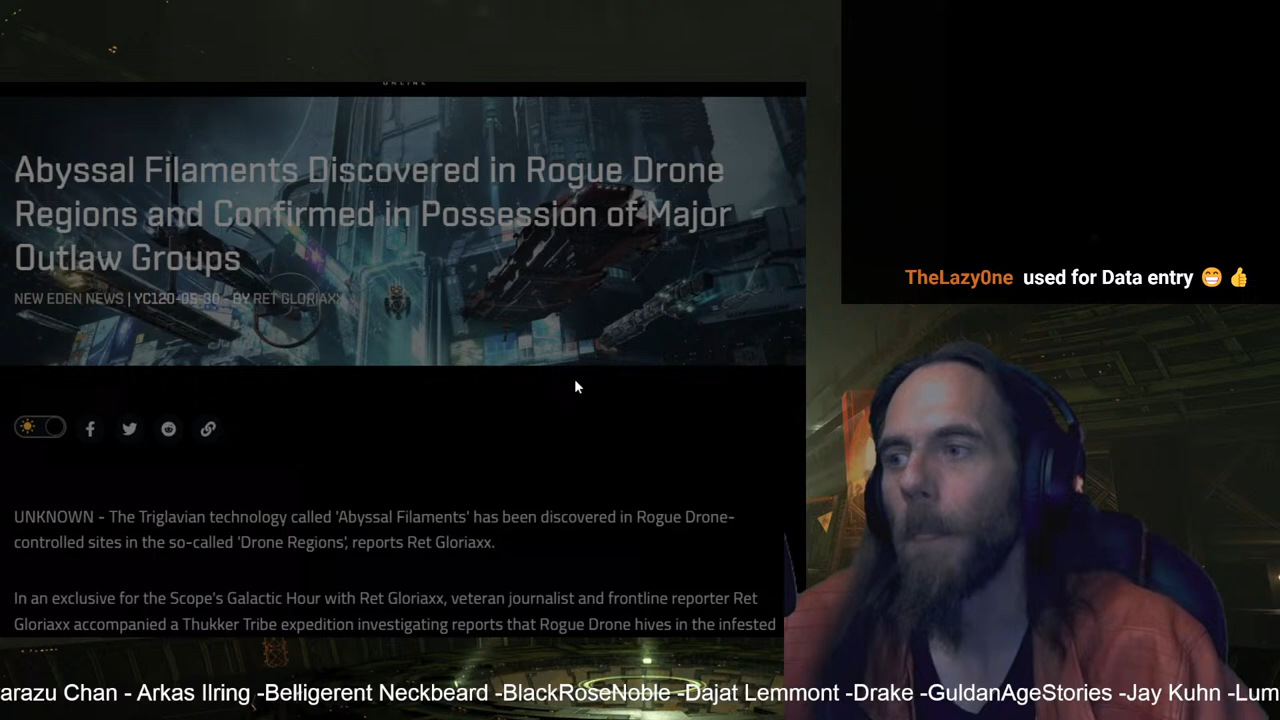 ONLINE
Abyssal Filaments Discovered in Rogue Drone
Regions and Confirmed in Possession of Major
Outlaw Groups
NEW EDEN NEWS | YC120-05-30 - BY RET GLORIAXX
TheLazy0ne used for Data entry 😁 👍
UNKNOWN - The Triglavian technology called 'Abyssal Filaments' has been discovered in Rogue Drone-
controlled sites in the so-called 'Drone Regions', reports Ret Gloriaxx.
In an exclusive for the Scope's Galactic Hour with Ret Gloriaxx, veteran journalist and frontline reporter Ret
Gloriaxx accompanied a Thukker Tribe expedition investigating reports that Rogue Drone hives in the infested
arazu Chan - Arkas Ilring -Belligerent Neckbeard -BlackRoseNoble -Dajat Lemmont -Drake -GuldanAgeStories -Jay Kuhn -Lum